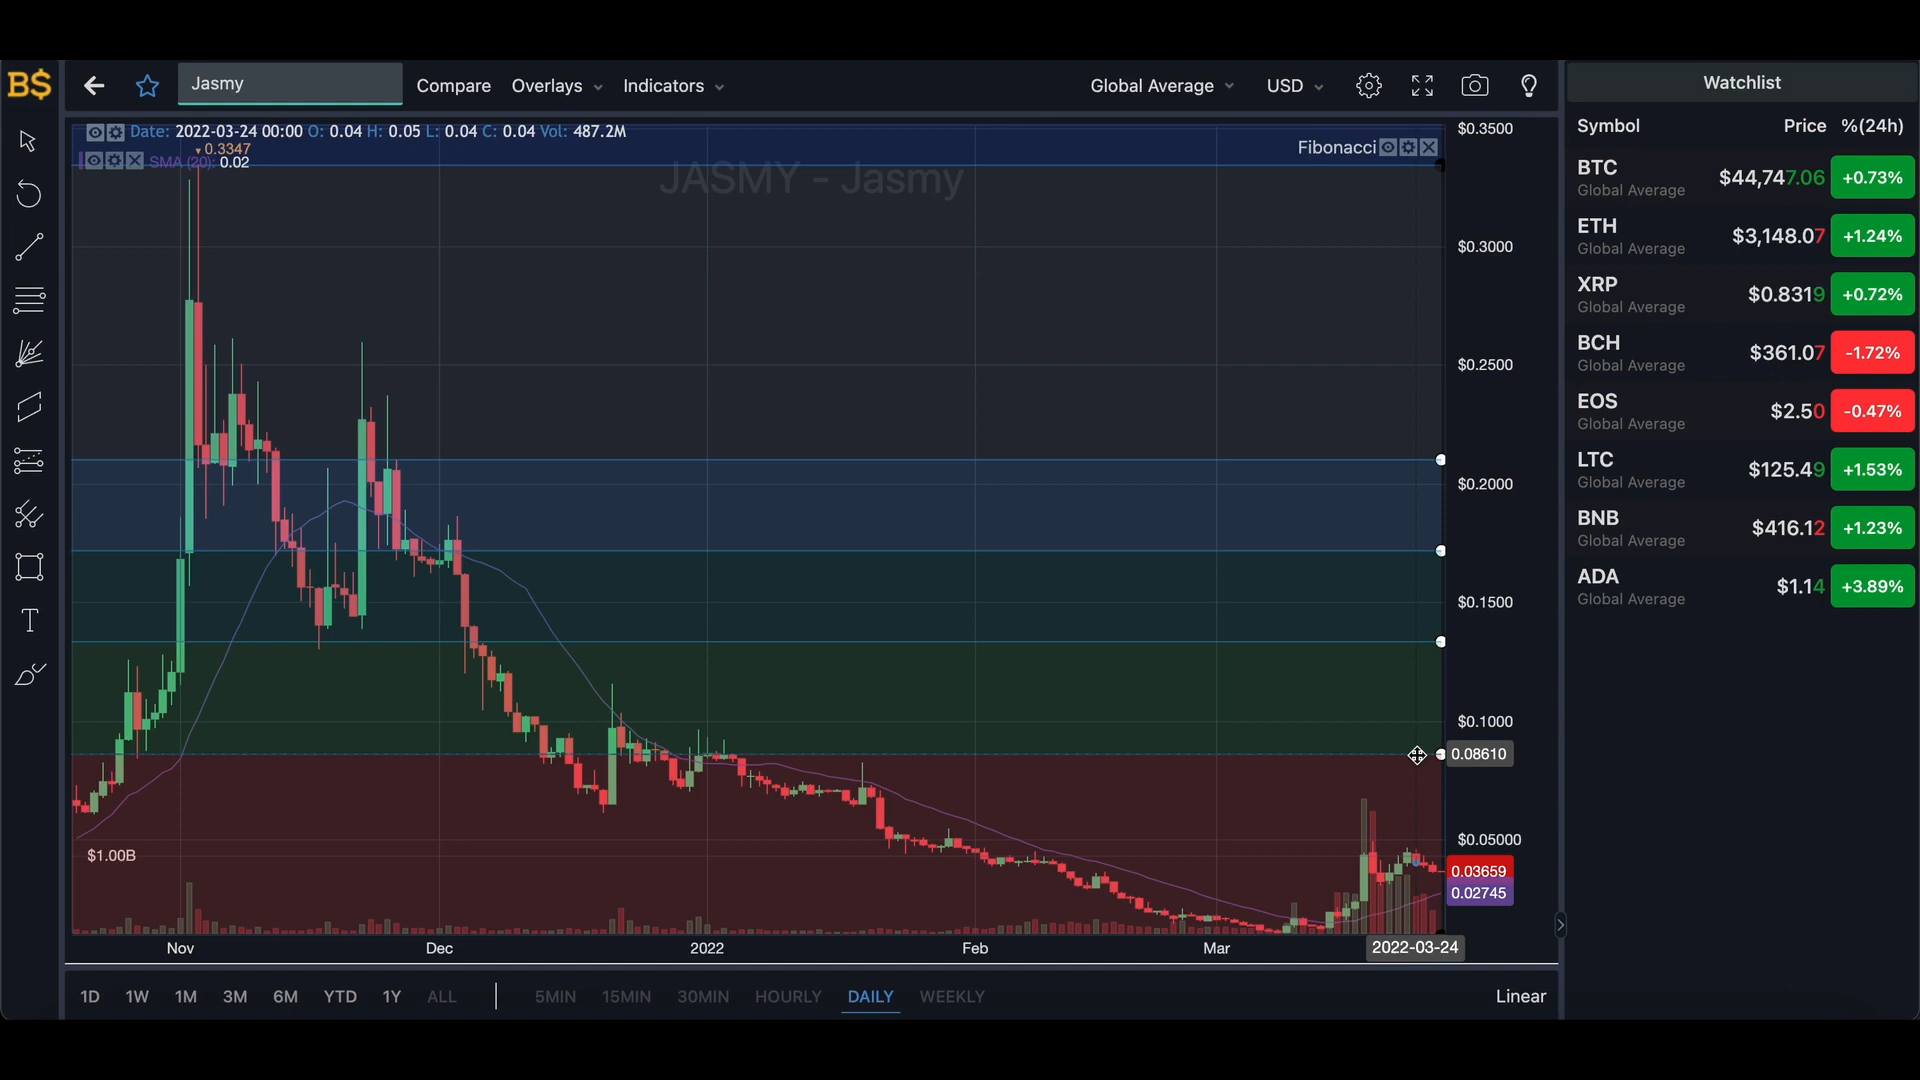 B$
Jasmy
Compare
Overlays
Indicators
Global Average
USD
Date: 2022-03-24 00:00 O: 0.04 H: 0.05 L: 0.04 C: 0.04 Vol: 487.2M
0.3347
SMA (20): 0.02
JASMY - Jasmy
Fibonacci
$0.3500
$0.3000
$0.2500
$0.2000
$0.1500
$0.1000
0.08610
$0.05000
0.03659
0.02745
$1.00B
Nov
Dec
2022
Feb
Mar
2022-03-24
1D 1W 1M 3M 6M YTD 1Y ALL
5MIN 15MIN 30MIN HOURLY DAILY WEEKLY
Linear
Watchlist
Symbol Price %(24h)
BTC $44,747.06 +0.73%
Global Average
ETH $3,148.07 +1.24%
Global Average
XRP $0.8319 +0.72%
Global Average
BCH $361.07 -1.72%
Global Average
EOS $2.50 -0.47%
Global Average
LTC $125.49 +1.53%
Global Average
BNB $416.12 +1.23%
Global Average
ADA $1.14 +3.89%
Global Average